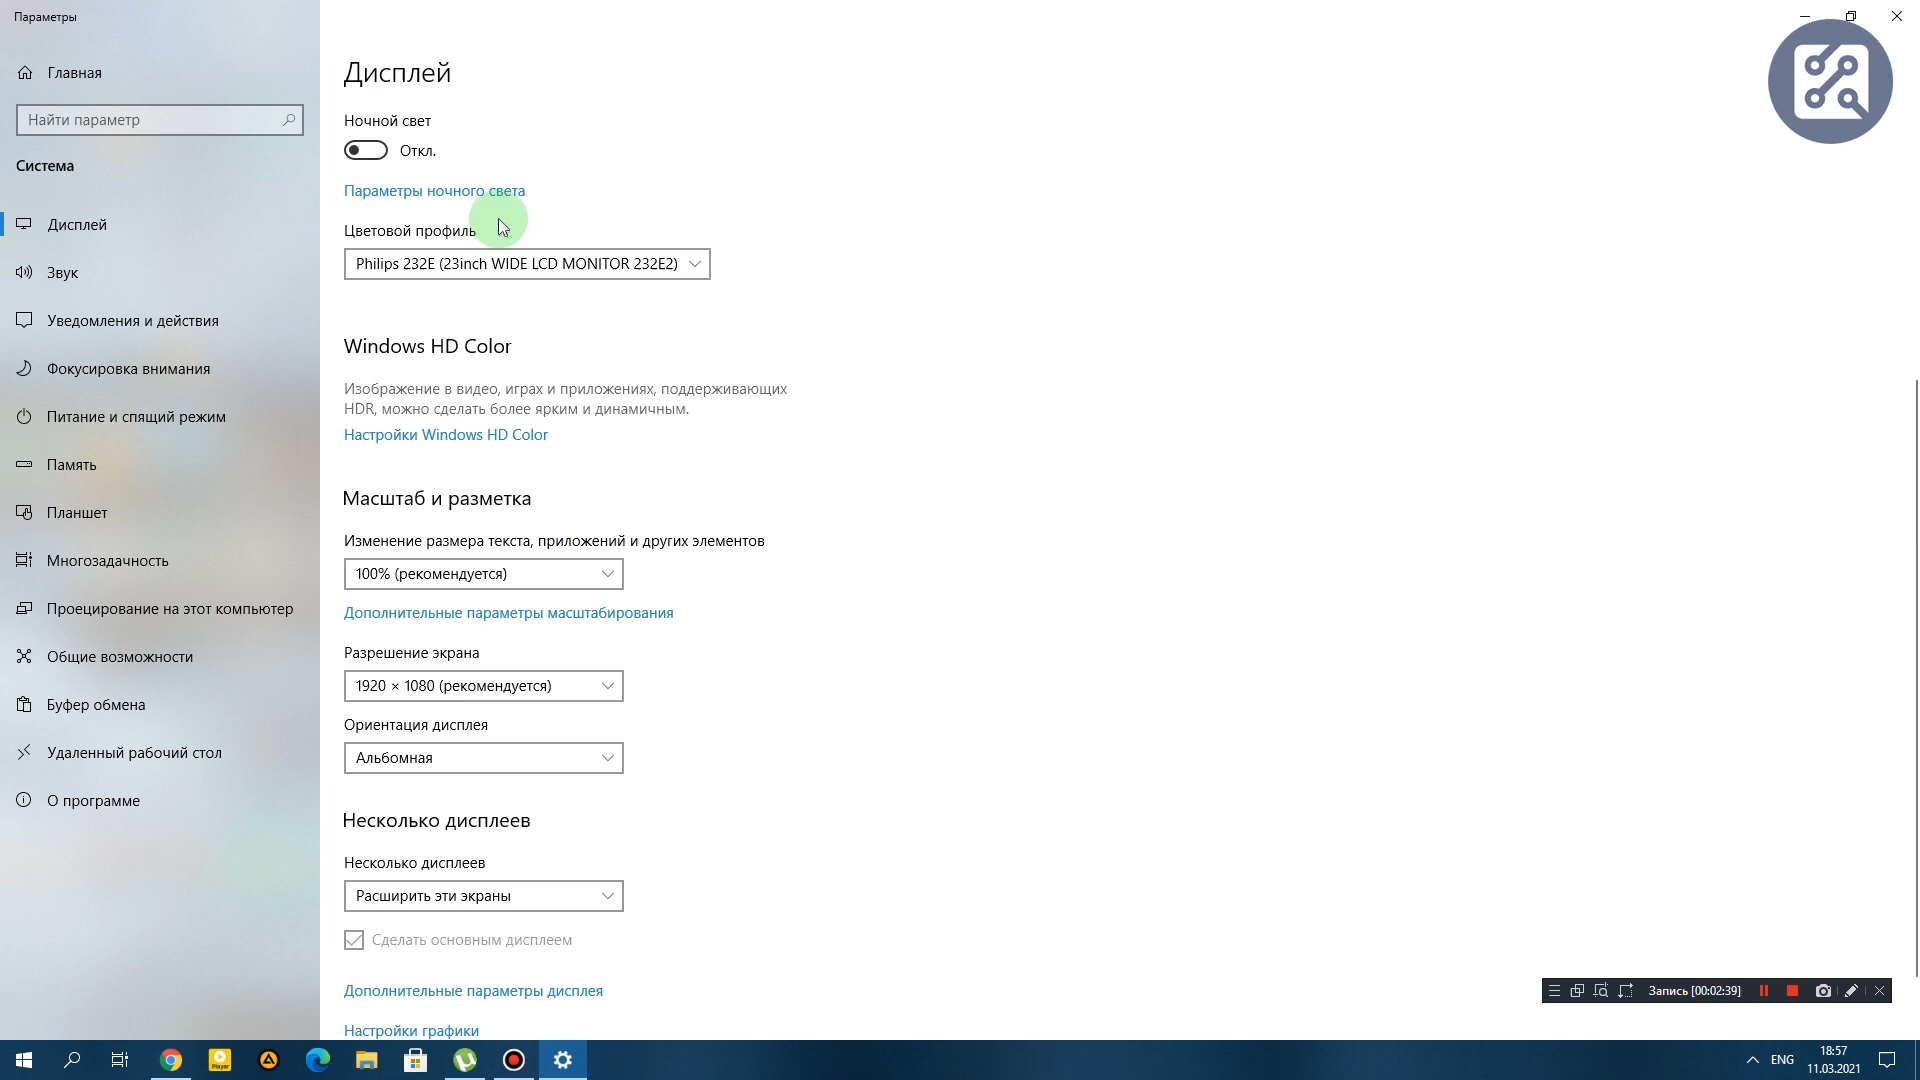 Параметры
Главная
Найти параметр
Система
Дисплей
Звук
Уведомления и действия
Фокусировка внимания
Питание и спящий режим
Память
Планшет
Многозадачность
Проецирование на этот компьютер
Общие возможности
Буфер обмена
Удаленный рабочий стол
О программе
Дисплей
Ночной свет
Откл.
Параметры ночного света
Цветовой профиль
Philips 232E (23inch WIDE LCD MONITOR 232E2)
Windows HD Color
Изображение в видео, играх и приложениях, поддерживающих
HDR, можно сделать более ярким и динамичным.
Настройки Windows HD Color
Масштаб и разметка
Изменение размера текста, приложений и других элементов
100% (рекомендуется)
Дополнительные параметры масштабирования
Разрешение экрана
1920 × 1080 (рекомендуется)
Ориентация дисплея
Альбомная
Несколько дисплеев
Несколько дисплеев
Расширить эти экраны
Сделать основным дисплеем
Дополнительные параметры дисплея
Настройки графики
Запись [00:02:39]
Player
ENG
18:57
11.03.2021